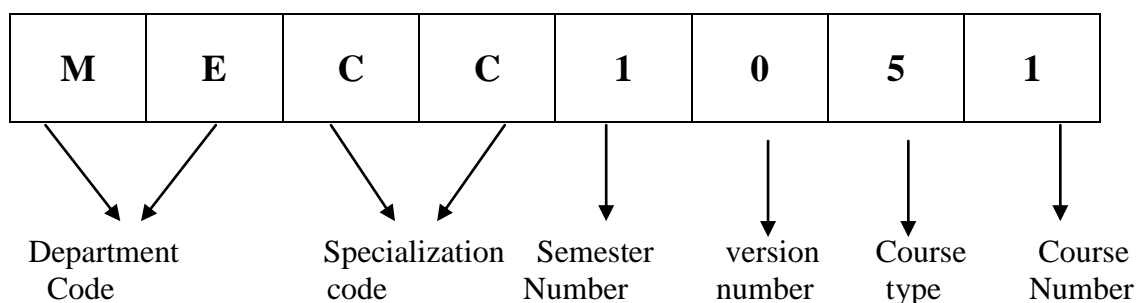 M E C C 1 0 5 1
Department Specialization Semester version Course Course
Code code Number number type Number